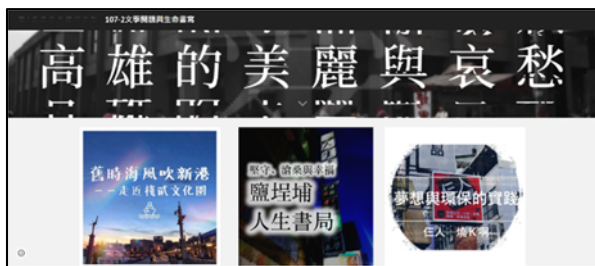 107-2文學閱讀與生命書寫
高雄的美麗與哀愁
舊時海風吹新港
－－走近棧貳文化園
堅守、滄桑與幸福
鹽埕埔
人生書局
夢想與環保的實踐